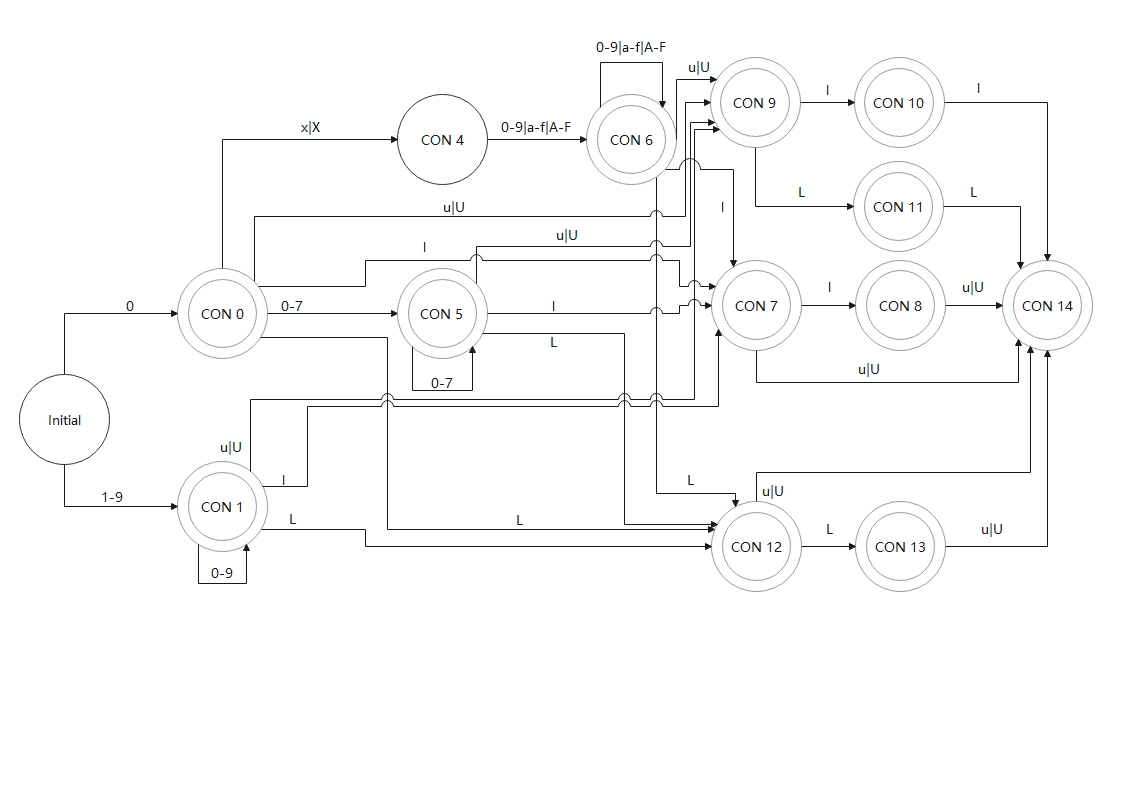 0-9|a-f|A-F
u|U
CON 9
l
CON 10
l
x|X
CON 4
0-9|a-f|A-F
CON 6
L
CON 11
L
u|U
l
u|U
l
0
CON 0
0-7
CON 5
l
CON 7
l
CON 8
u|U
CON 14
L
0-7
u|U
Initial
u|U
l
L
u|U
1-9
CON 1
L
L
CON 12
L
CON 13
u|U
0-9